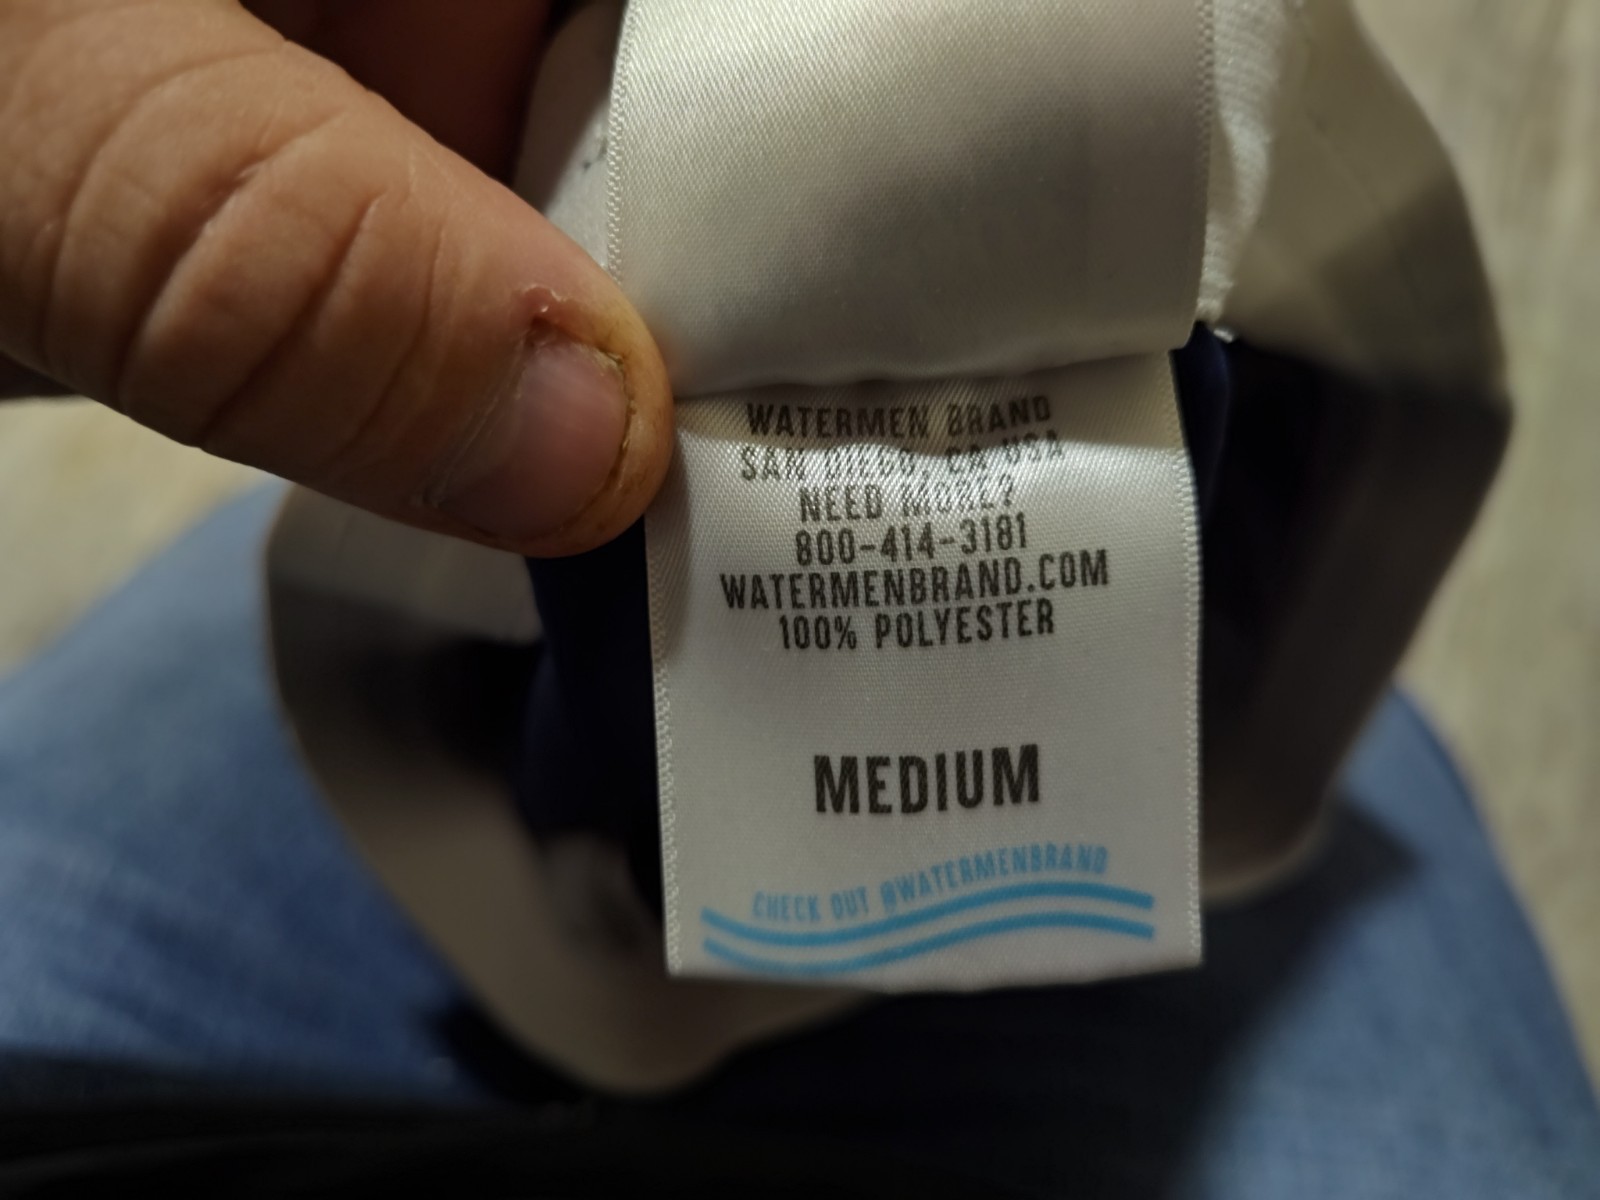 WATERMEN BRAND
SAN DIEGO, CA USA
NEED MORE?
800-414-3181
WATERMENBRAND.COM
100% POLYESTER
MEDIUM
CHECK OUT @WATERMENBRAND